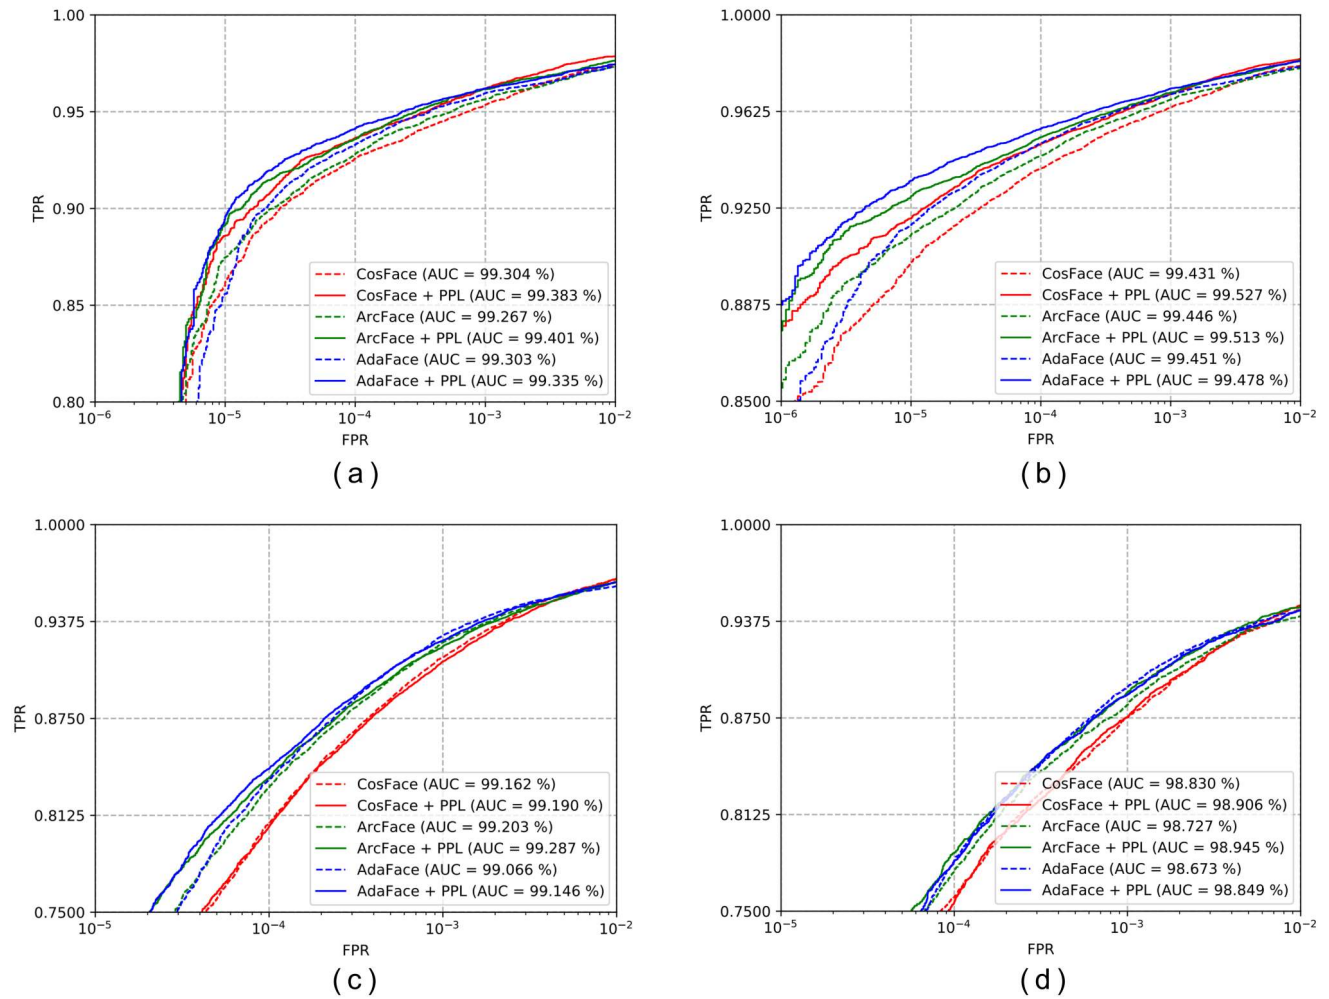 1.00
0.95
0.90
0.85
0.80
TPR
10⁻⁶ 10⁻⁵ 10⁻⁴ 10⁻³ 10⁻²
FPR
CosFace (AUC = 99.304 %)
CosFace + PPL (AUC = 99.383 %)
ArcFace (AUC = 99.267 %)
ArcFace + PPL (AUC = 99.401 %)
AdaFace (AUC = 99.303 %)
AdaFace + PPL (AUC = 99.335 %)
(a)
1.0000
0.9625
0.9250
0.8875
0.8500
TPR
10⁻⁶ 10⁻⁵ 10⁻⁴ 10⁻³ 10⁻²
FPR
CosFace (AUC = 99.431 %)
CosFace + PPL (AUC = 99.527 %)
ArcFace (AUC = 99.446 %)
ArcFace + PPL (AUC = 99.513 %)
AdaFace (AUC = 99.451 %)
AdaFace + PPL (AUC = 99.478 %)
(b)
1.0000
0.9375
0.8750
0.8125
0.7500
TPR
10⁻⁵ 10⁻⁴ 10⁻³ 10⁻²
FPR
CosFace (AUC = 99.162 %)
CosFace + PPL (AUC = 99.190 %)
ArcFace (AUC = 99.203 %)
ArcFace + PPL (AUC = 99.287 %)
AdaFace (AUC = 99.066 %)
AdaFace + PPL (AUC = 99.146 %)
(c)
1.0000
0.9375
0.8750
0.8125
0.7500
TPR
10⁻⁵ 10⁻⁴ 10⁻³ 10⁻²
FPR
CosFace (AUC = 98.830 %)
CosFace + PPL (AUC = 98.906 %)
ArcFace (AUC = 98.727 %)
ArcFace + PPL (AUC = 98.945 %)
AdaFace (AUC = 98.673 %)
AdaFace + PPL (AUC = 98.849 %)
(d)